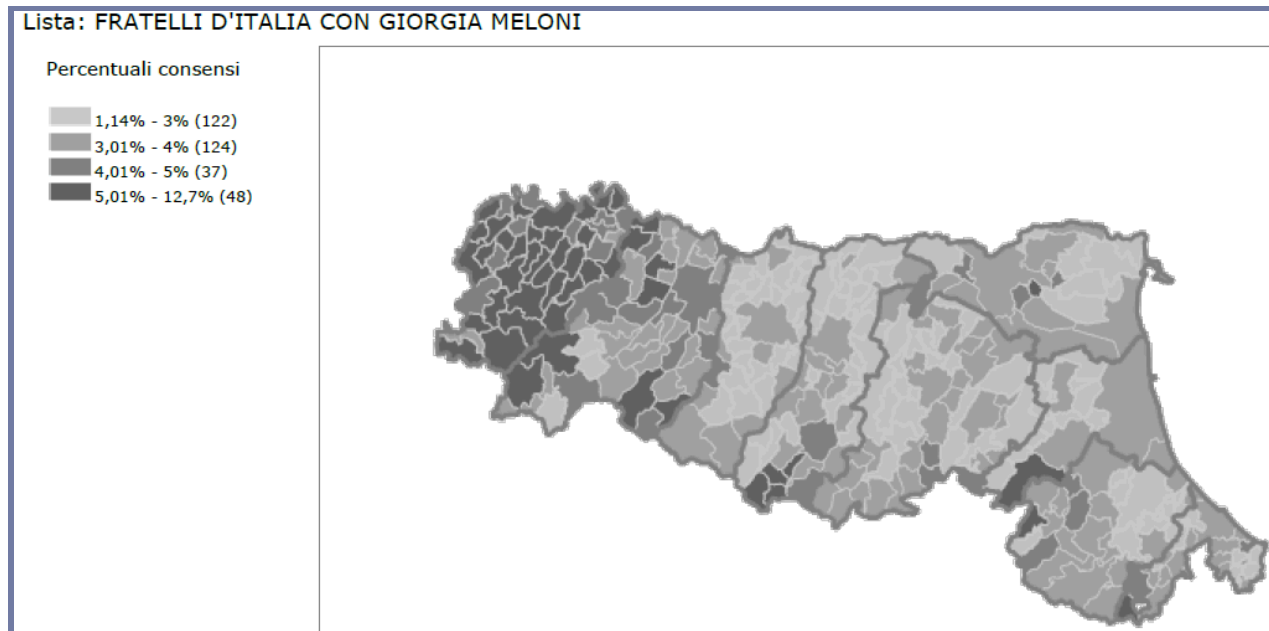 Lista: FRATELLI D'ITALIA CON GIORGIA MELONI
Percentuali consensi
1,14% - 3% (122)
3,01% - 4% (124)
4,01% - 5% (37)
5,01% - 12,7% (48)